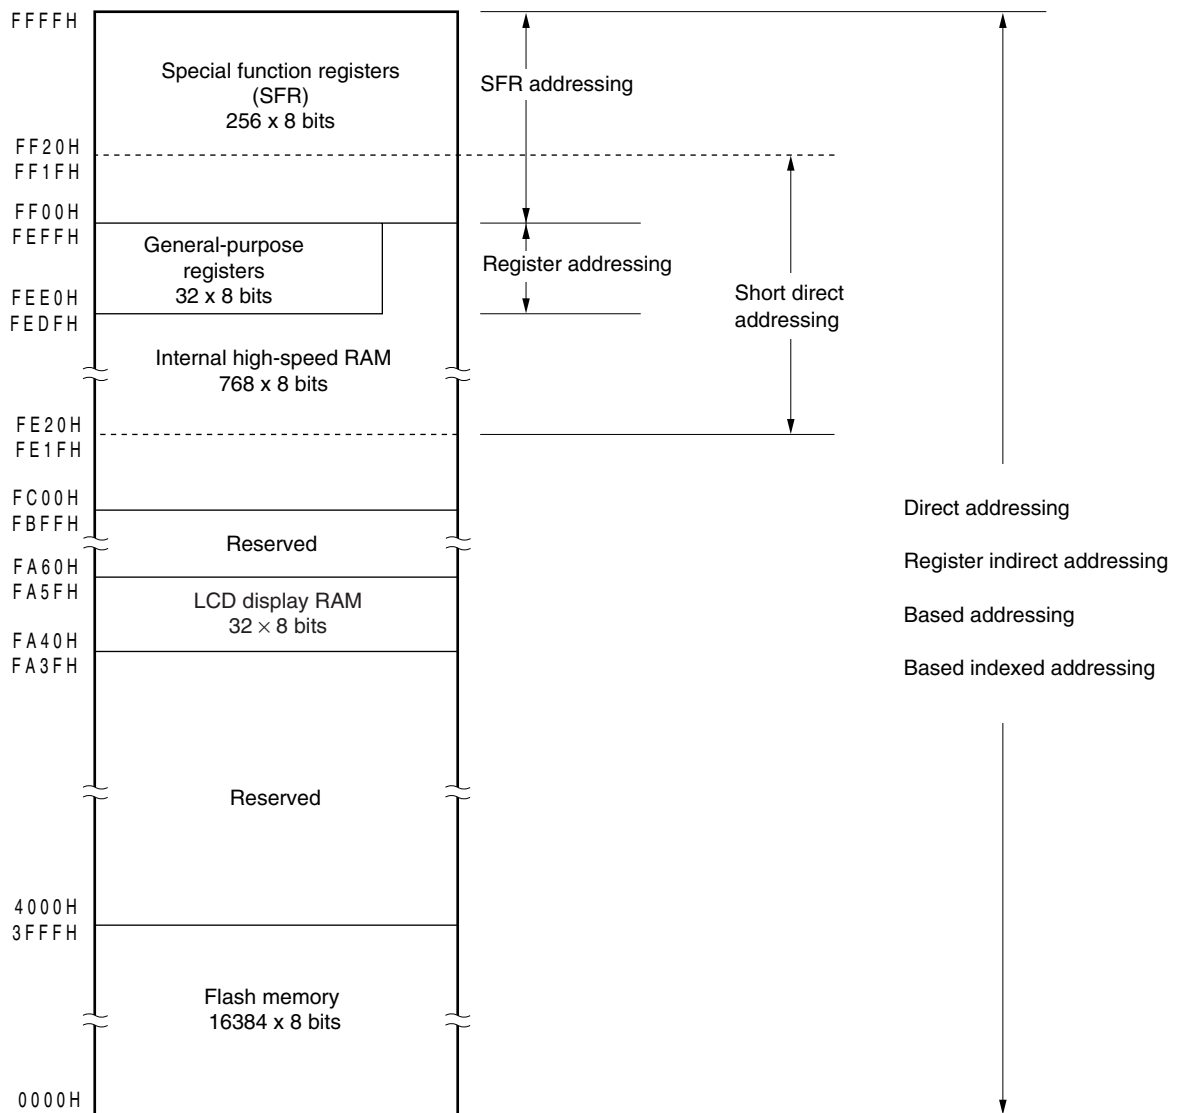 FFFFH
Special function registers
(SFR)
256 x 8 bits
SFR addressing
FF20H
FF1FH
FF00H
FEFFH
General-purpose
registers
32 x 8 bits
Register addressing
Short direct
addressing
FEE0H
FEDFH
Internal high-speed RAM
768 x 8 bits
FE20H
FE1FH
FC00H
FBFFH
Reserved
FA60H
FA5FH
LCD display RAM
32 × 8 bits
FA40H
FA3FH
Direct addressing
Register indirect addressing
Based addressing
Based indexed addressing
Reserved
4000H
3FFFH
Flash memory
16384 x 8 bits
0000H